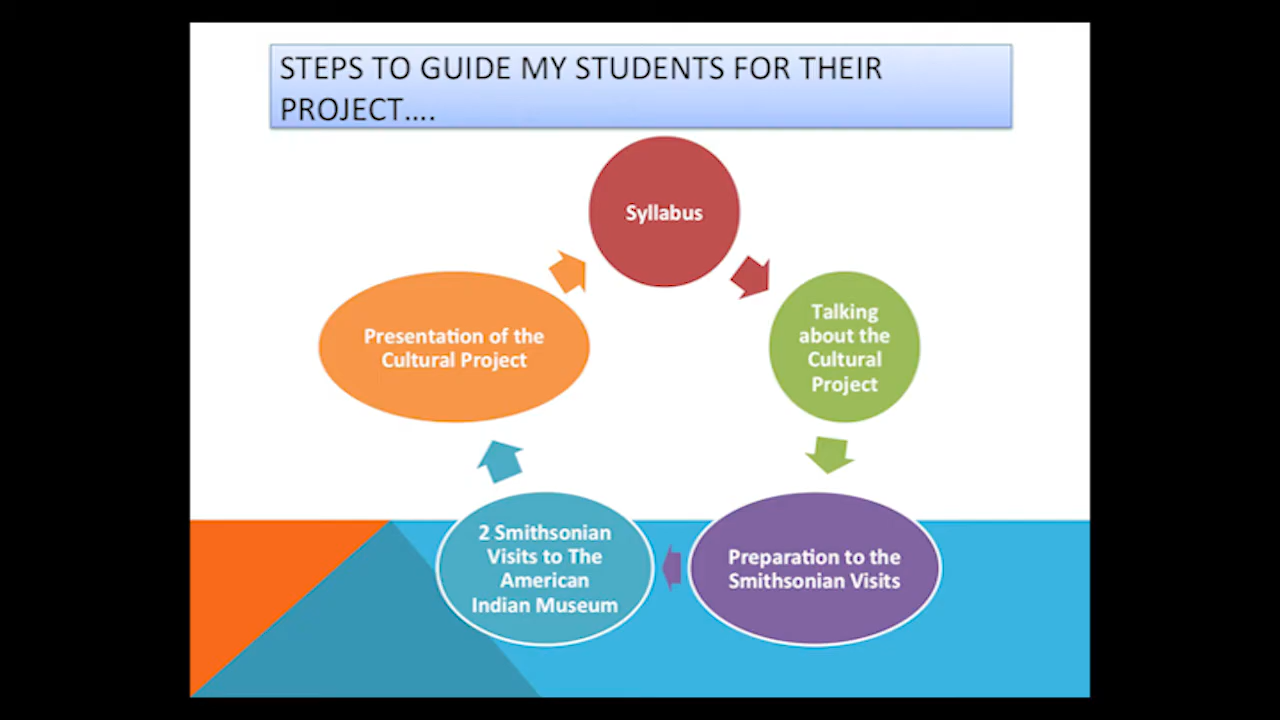 STEPS TO GUIDE MY STUDENTS FOR THEIR
PROJECT....
Syllabus
Talking
about the
Cultural
Project
Preparation to the
Smithsonian Visits
2 Smithsonian
Visits to The
American
Indian Museum
Presentation of the
Cultural Project